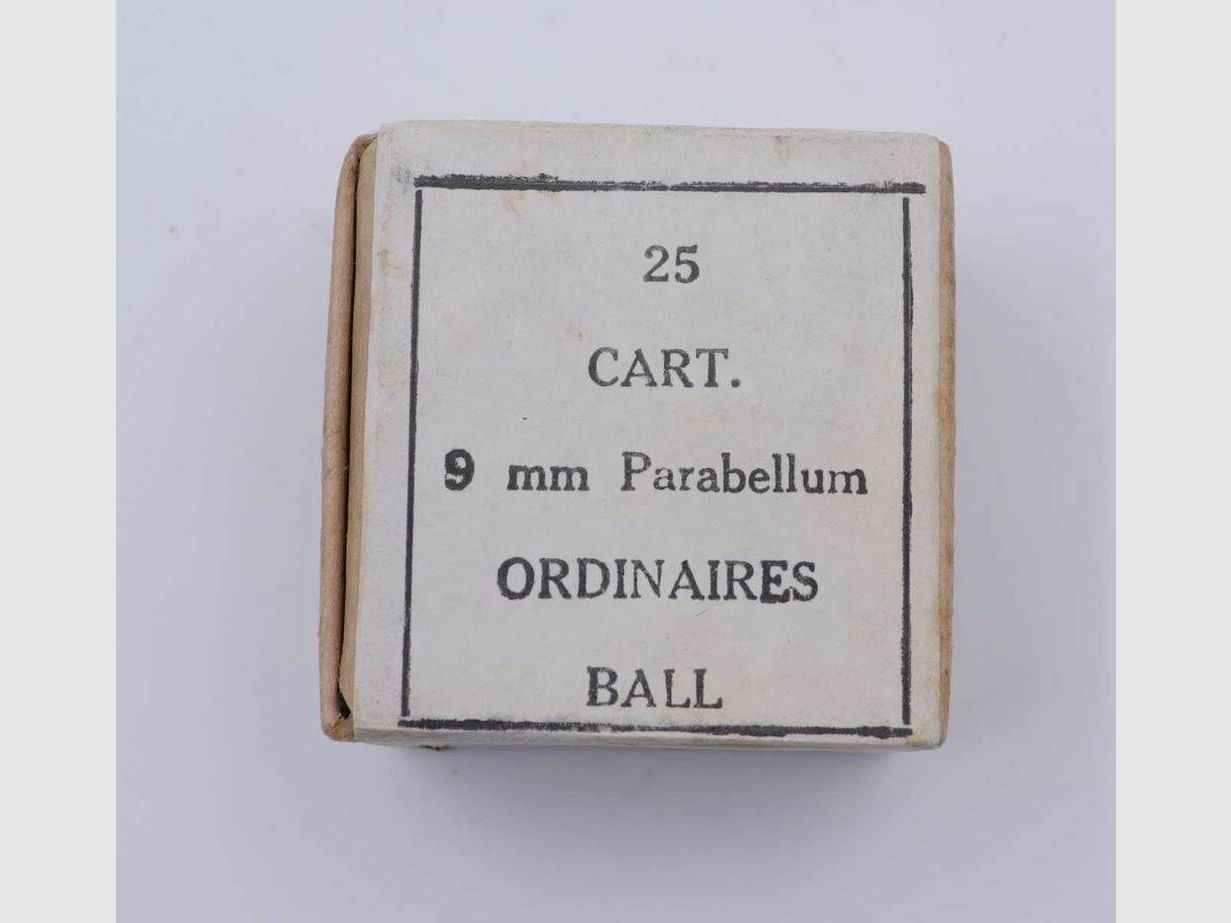 25
CART.
9 mm Parabellum
ORDINAIRES
BALL